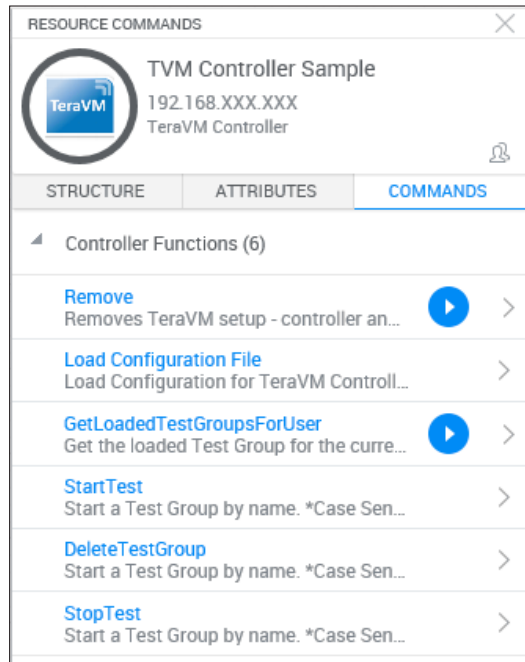 RESOURCE COMMANDS
TeraVM
TVM Controller Sample
192.168.XXX.XXX
TeraVM Controller
STRUCTURE
ATTRIBUTES
COMMANDS
Controller Functions (6)
Remove
Removes TeraVM setup - controller an...
Load Configuration File
Load Configuration for TeraVM Controll...
GetLoadedTestGroupsForUser
Get the loaded Test Group for the curre...
StartTest
Start a Test Group by name. *Case Sen...
DeleteTestGroup
Start a Test Group by name. *Case Sen...
StopTest
Start a Test Group by name. *Case Sen...